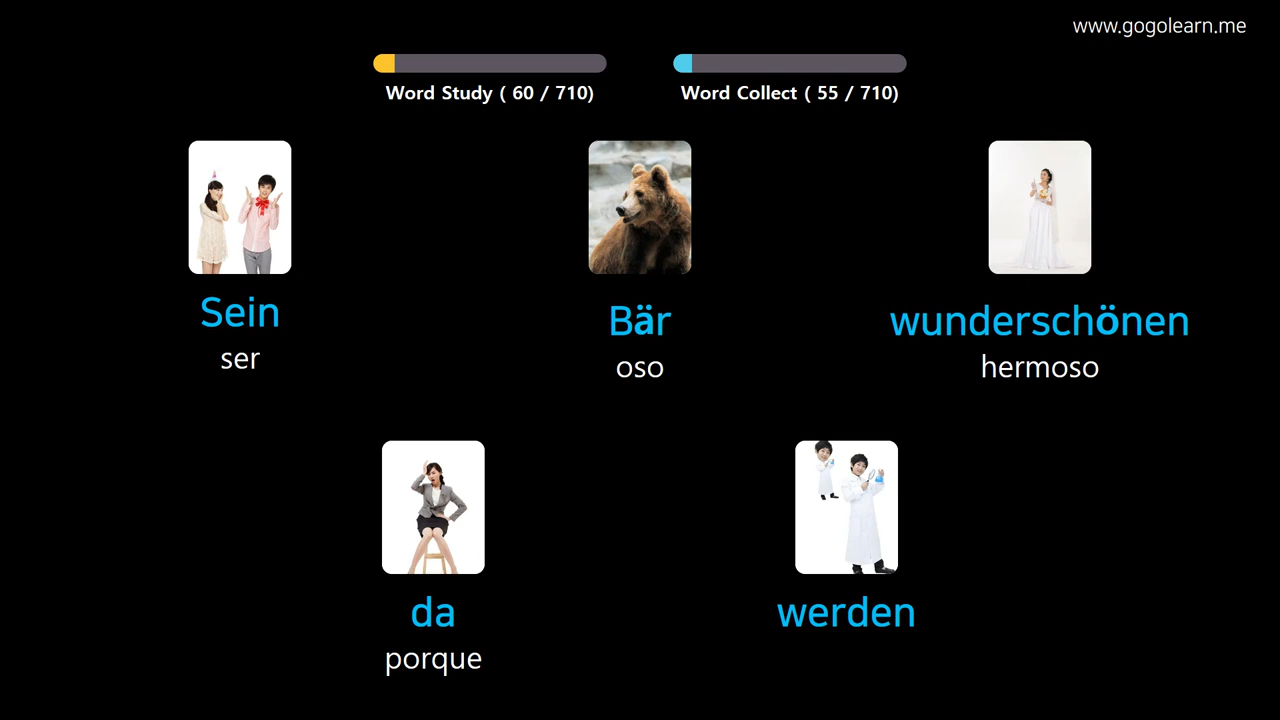 www.gogolearn.me
Word Study ( 60 / 710)
Word Collect ( 55 / 710)
Sein
ser
Bär
oso
wunderschönen
hermoso
da
porque
werden